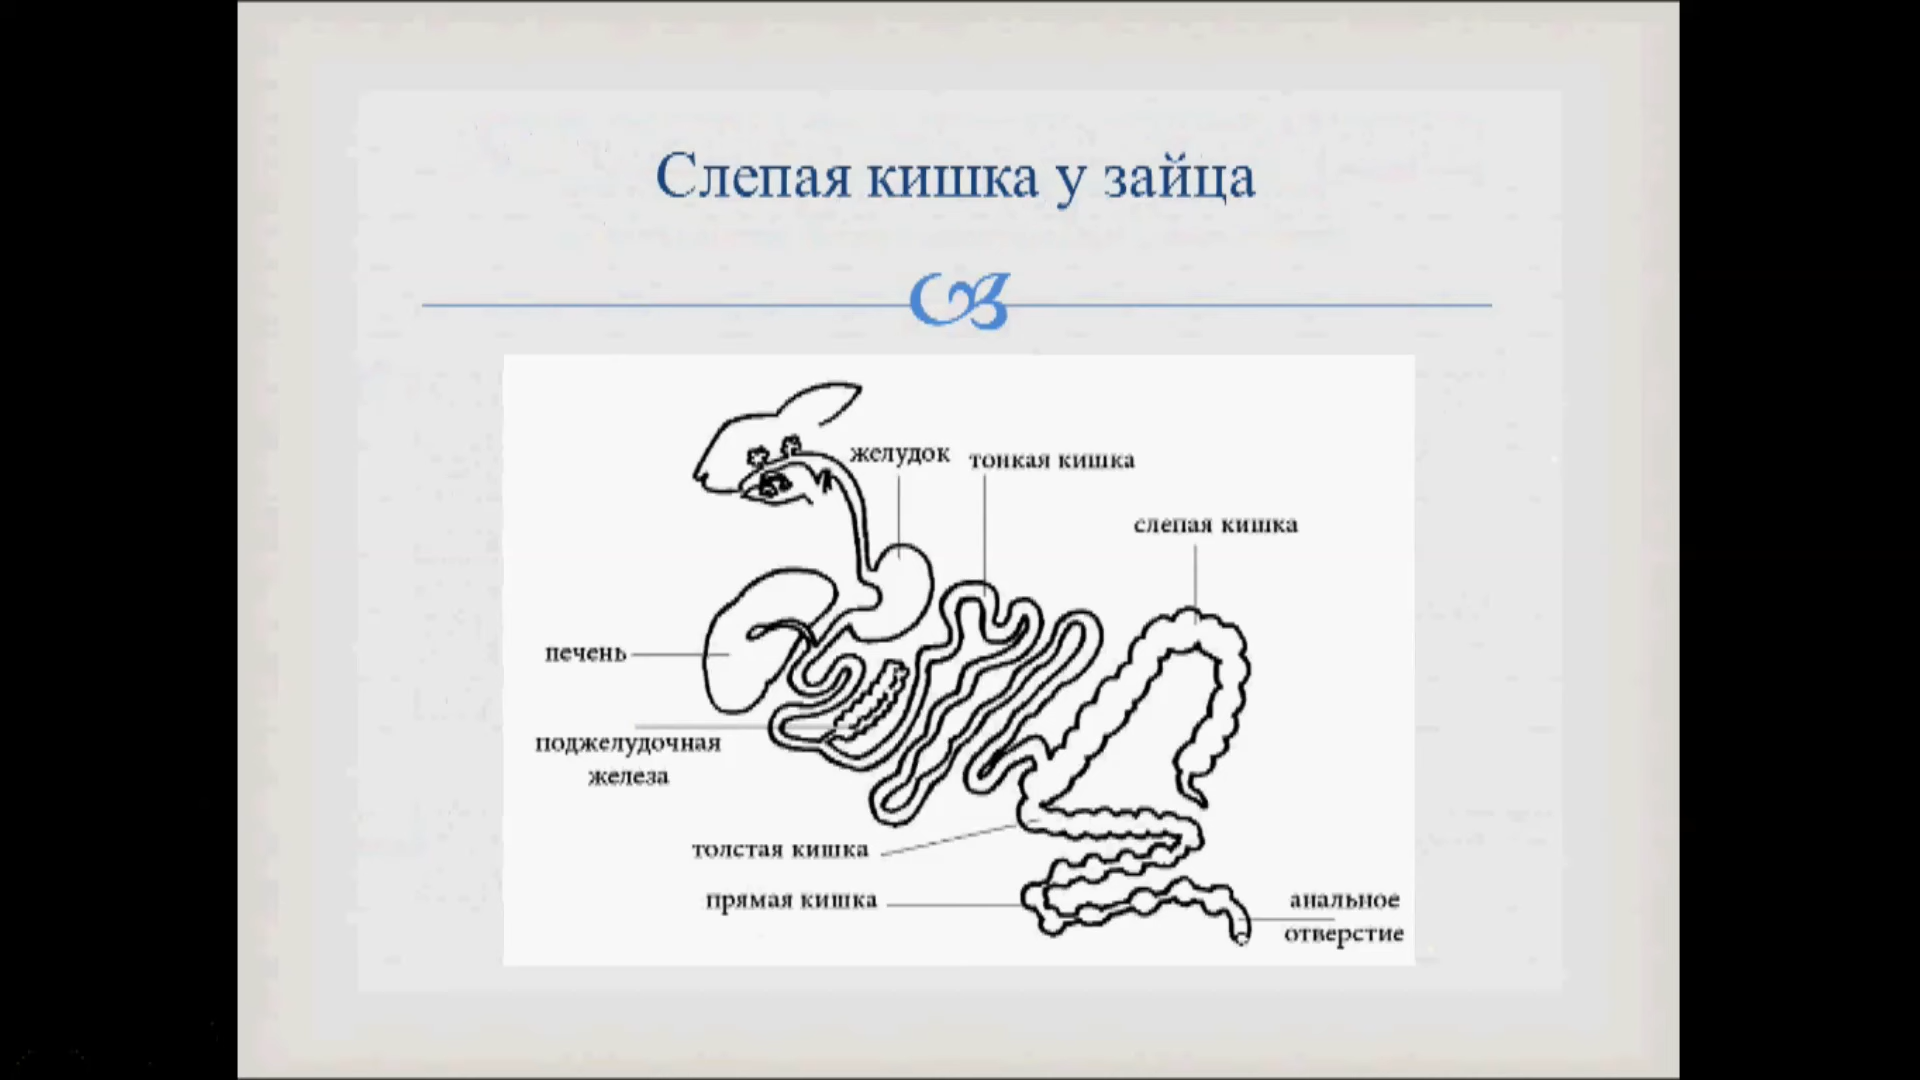 Слепая кишка у зайца
желудок
тонкая кишка
слепая кишка
печень
поджелудочная
железа
толстая кишка
прямая кишка
анальное
отверстие